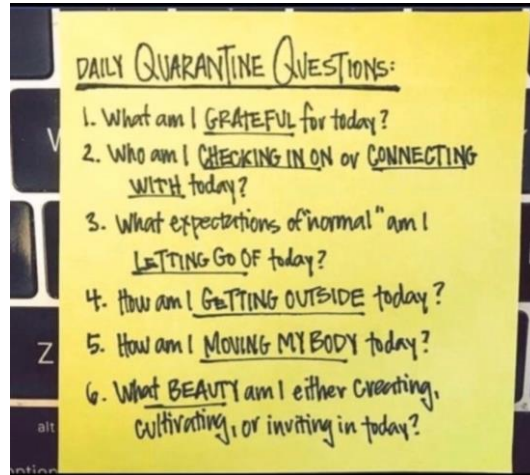 DAILY QUARANTINE QUESTIONS:
1. What am I GRATEFUL for today?
2. Who am I CHECKING IN ON or CONNECTING
WITH today?
3. What expectations of "normal" am I
LETTING GO OF today?
4. How am I GETTING OUTSIDE today?
5. How am I MOVING MY BODY today?
6. What BEAUTY am I either creating,
cultivating, or inviting in today?
Z
alt
option